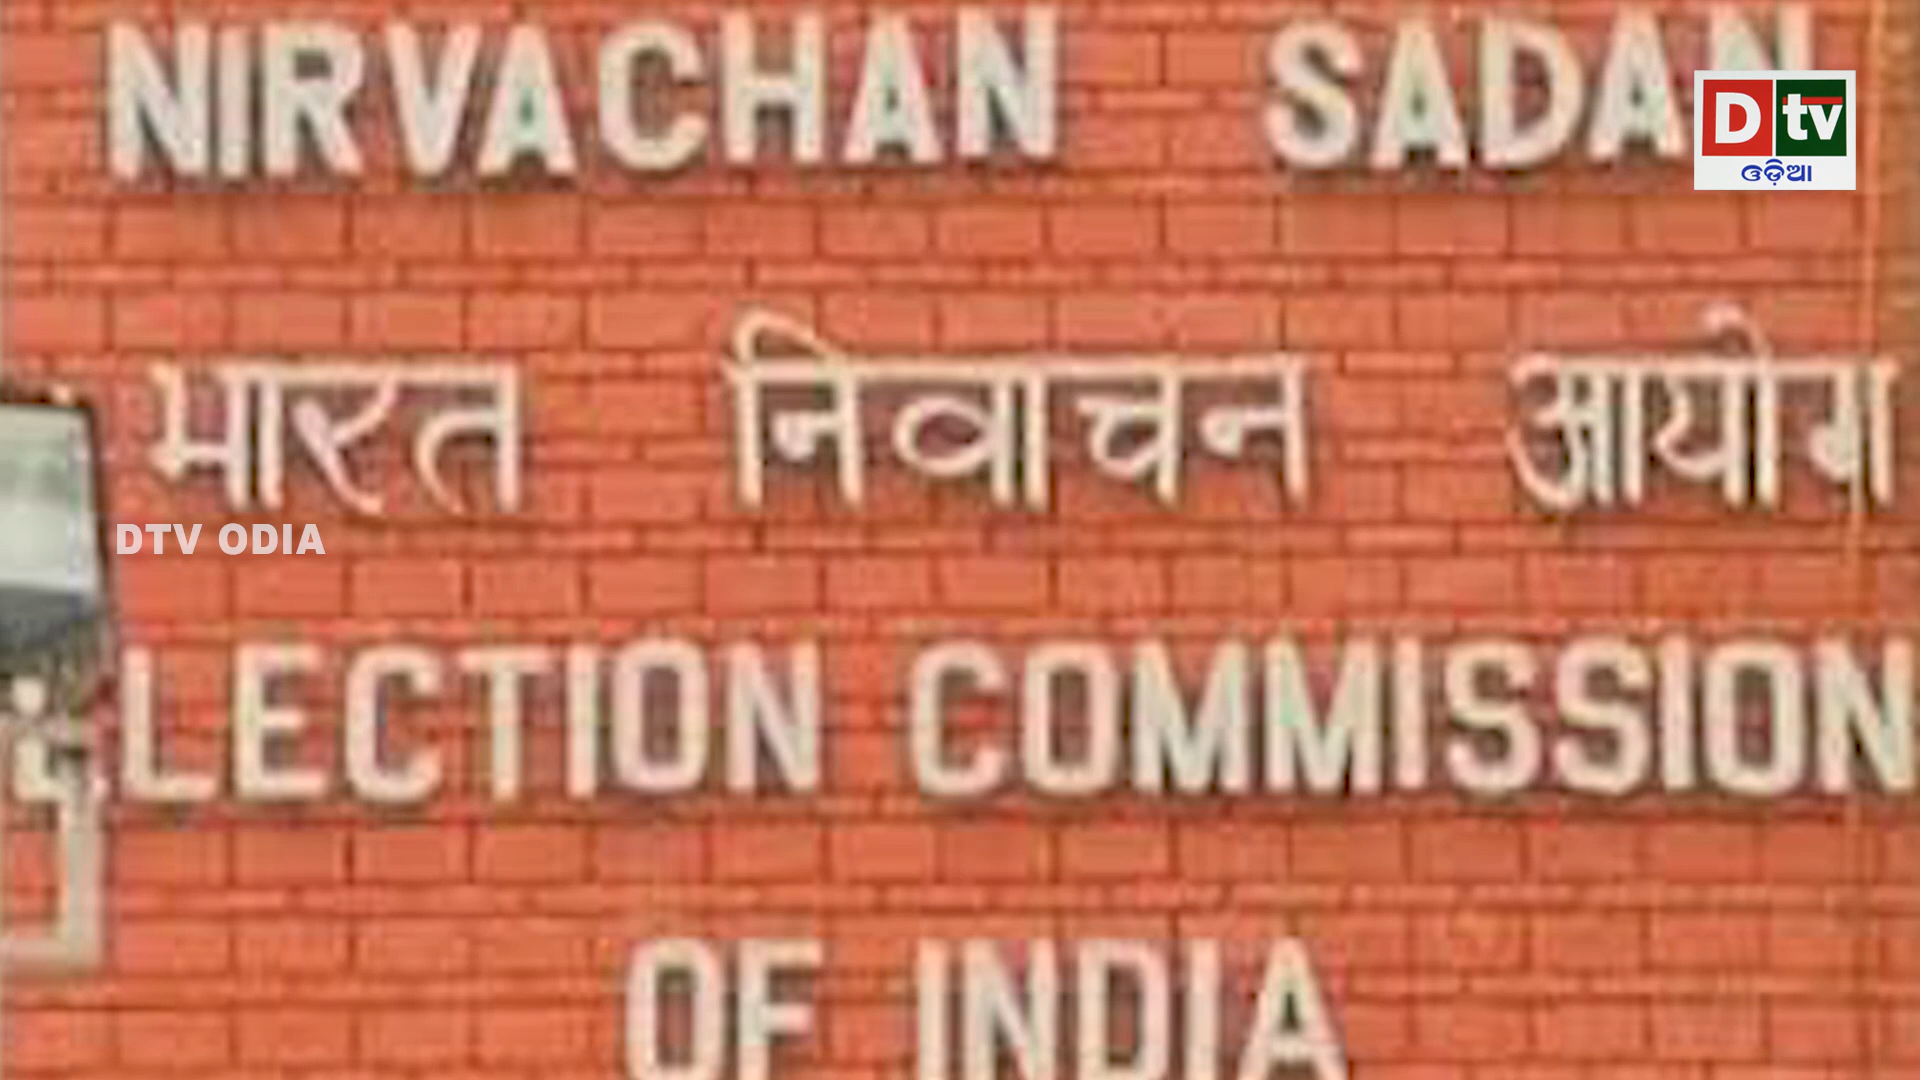 NIRVACHAN SADAN
D tv
ଓଡ଼ିଆ
भारत निर्वाचन आयोग
DTV ODIA
LECTION COMMISSION
OF INDIA